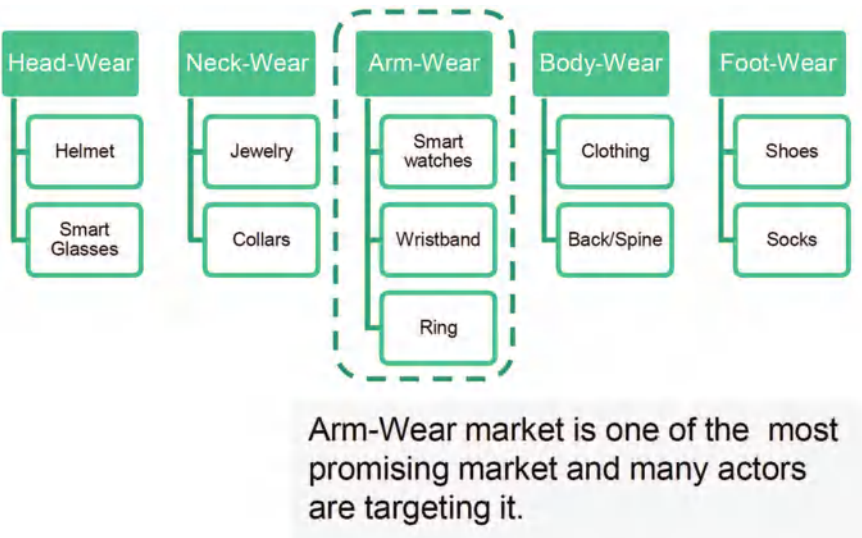 Head-Wear
Neck-Wear
Arm-Wear
Body-Wear
Foot-Wear
Helmet
Jewelry
Smart
watches
Clothing
Shoes
Smart
Glasses
Collars
Wristband
Back/Spine
Socks
Ring
Arm-Wear market is one of the most
promising market and many actors
are targeting it.